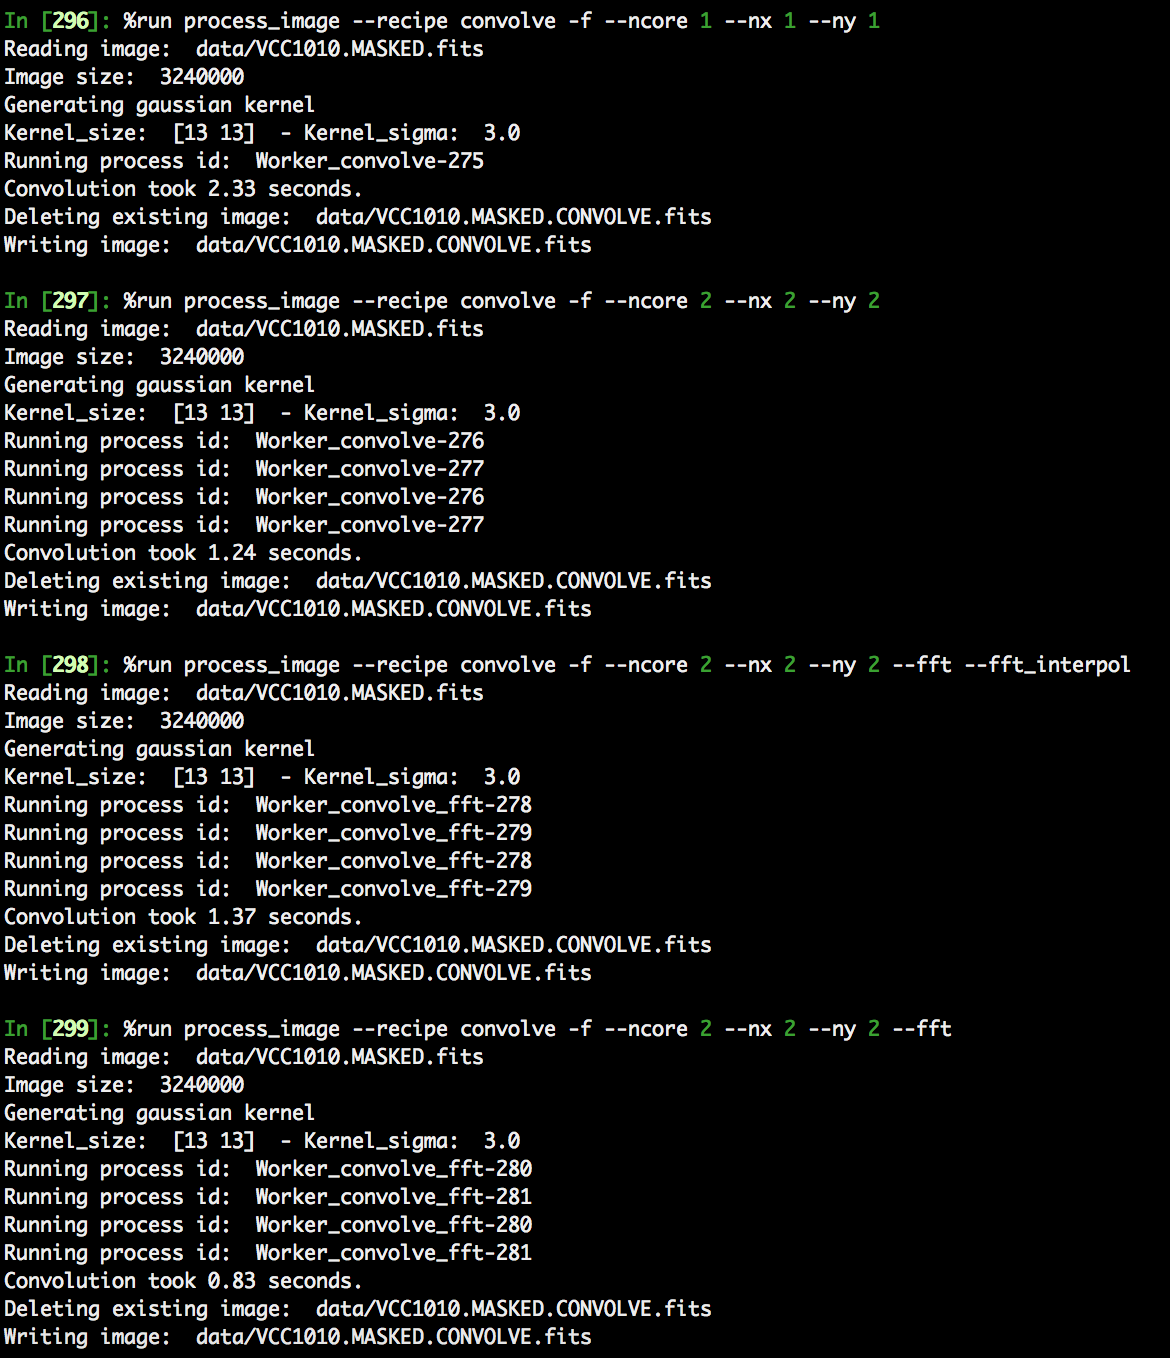 In [296]: %run process_image --recipe convolve -f --ncore 1 --nx 1 --ny 1
Reading image:  data/VCC1010.MASKED.fits
Image size:  3240000
Generating gaussian kernel
Kernel_size:  [13 13]  - Kernel_sigma:  3.0
Running process id:  Worker_convolve-275
Convolution took 2.33 seconds.
Deleting existing image:  data/VCC1010.MASKED.CONVOLVE.fits
Writing image:  data/VCC1010.MASKED.CONVOLVE.fits

In [297]: %run process_image --recipe convolve -f --ncore 2 --nx 2 --ny 2
Reading image:  data/VCC1010.MASKED.fits
Image size:  3240000
Generating gaussian kernel
Kernel_size:  [13 13]  - Kernel_sigma:  3.0
Running process id:  Worker_convolve-276
Running process id:  Worker_convolve-277
Running process id:  Worker_convolve-276
Running process id:  Worker_convolve-277
Convolution took 1.24 seconds.
Deleting existing image:  data/VCC1010.MASKED.CONVOLVE.fits
Writing image:  data/VCC1010.MASKED.CONVOLVE.fits

In [298]: %run process_image --recipe convolve -f --ncore 2 --nx 2 --ny 2 --fft --fft_interpol
Reading image:  data/VCC1010.MASKED.fits
Image size:  3240000
Generating gaussian kernel
Kernel_size:  [13 13]  - Kernel_sigma:  3.0
Running process id:  Worker_convolve_fft-278
Running process id:  Worker_convolve_fft-279
Running process id:  Worker_convolve_fft-278
Running process id:  Worker_convolve_fft-279
Convolution took 1.37 seconds.
Deleting existing image:  data/VCC1010.MASKED.CONVOLVE.fits
Writing image:  data/VCC1010.MASKED.CONVOLVE.fits

In [299]: %run process_image --recipe convolve -f --ncore 2 --nx 2 --ny 2 --fft
Reading image:  data/VCC1010.MASKED.fits
Image size:  3240000
Generating gaussian kernel
Kernel_size:  [13 13]  - Kernel_sigma:  3.0
Running process id:  Worker_convolve_fft-280
Running process id:  Worker_convolve_fft-281
Running process id:  Worker_convolve_fft-280
Running process id:  Worker_convolve_fft-281
Convolution took 0.83 seconds.
Deleting existing image:  data/VCC1010.MASKED.CONVOLVE.fits
Writing image:  data/VCC1010.MASKED.CONVOLVE.fits